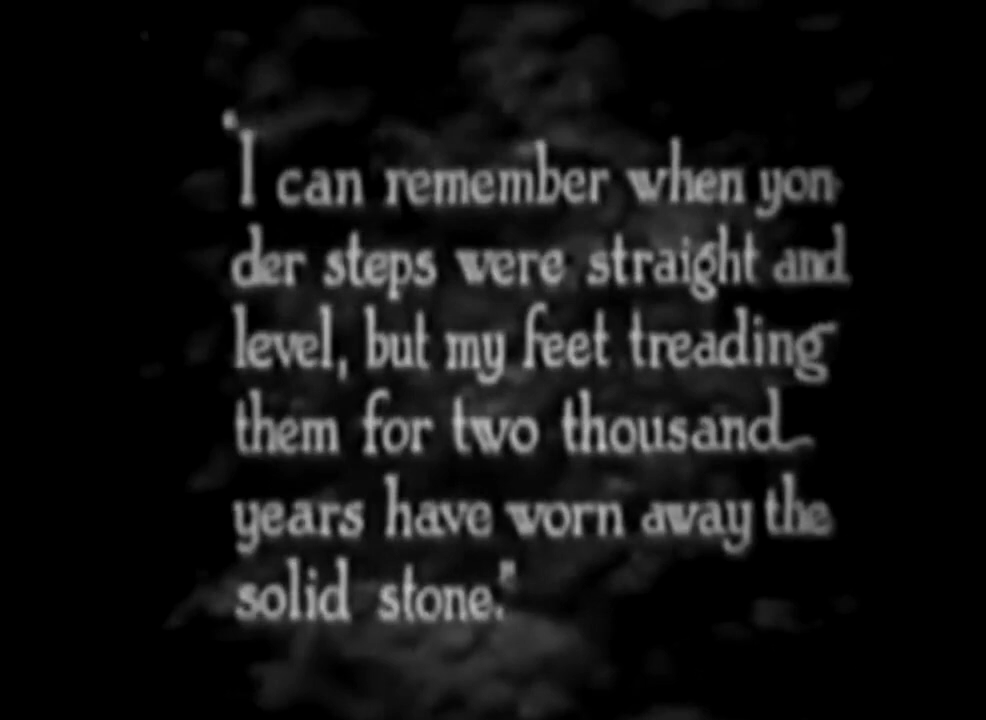 "I can remember when yon-
der steps were straight and
level, but my feet treading
them for two thousand
years have worn away the
solid stone."